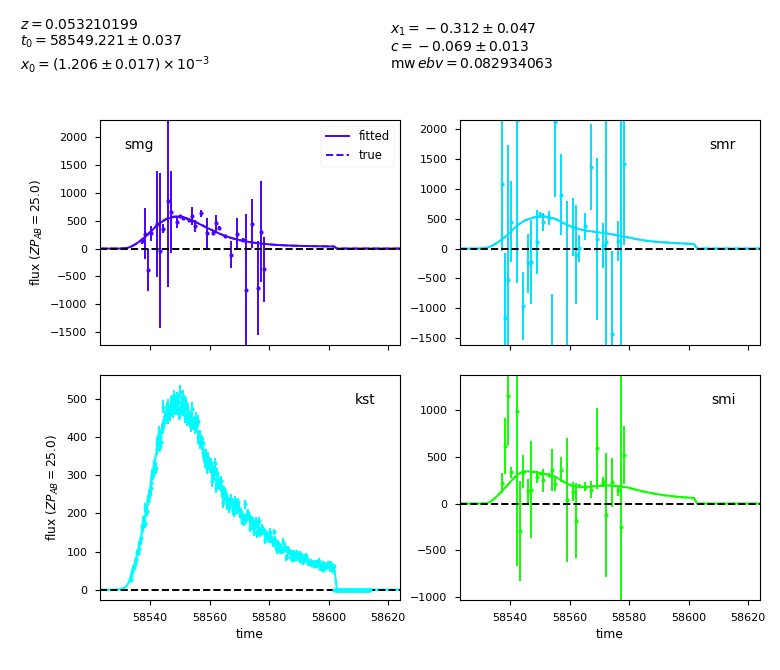 z = 0.053210199
t₀ = 58549.221 ± 0.037
x₀ = (1.206 ± 0.017) × 10⁻³
x₁ = −0.312 ± 0.047
c = −0.069 ± 0.013
mw ebv = 0.082934063
smg
fitted
true
2000
1500
1000
500
0
−500
−1000
−1500
flux (ZP_AB = 25.0)
smr
2000
1500
1000
500
0
−500
−1000
−1500
kst
500
400
300
200
100
0
flux (ZP_AB = 25.0)
58540 58560 58580 58600 58620
time
smi
1000
500
0
−500
−1000
58540 58560 58580 58600 58620
time